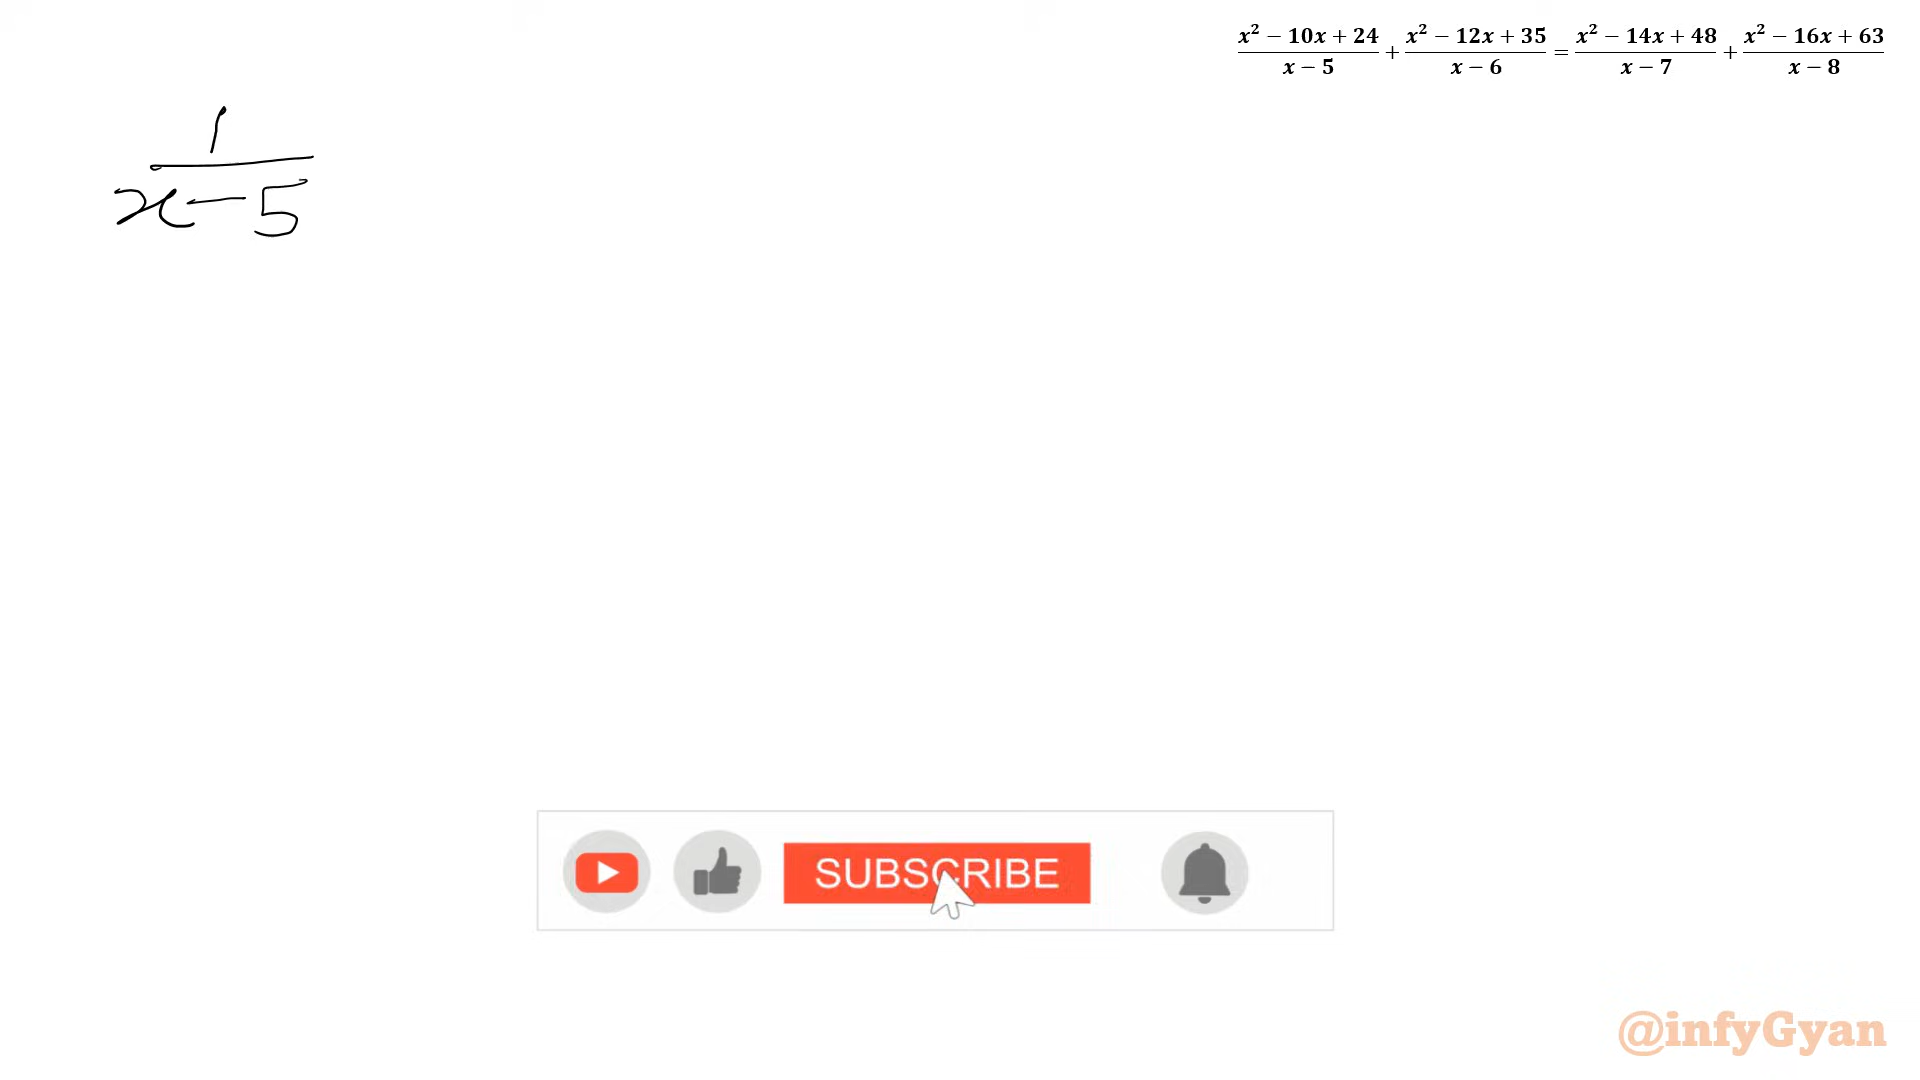 x² − 10x + 24 / x − 5 + x² − 12x + 35 / x − 6 = x² − 14x + 48 / x − 7 + x² − 16x + 63 / x − 8
1
x − 5
SUBSCRIBE
@infyGyan